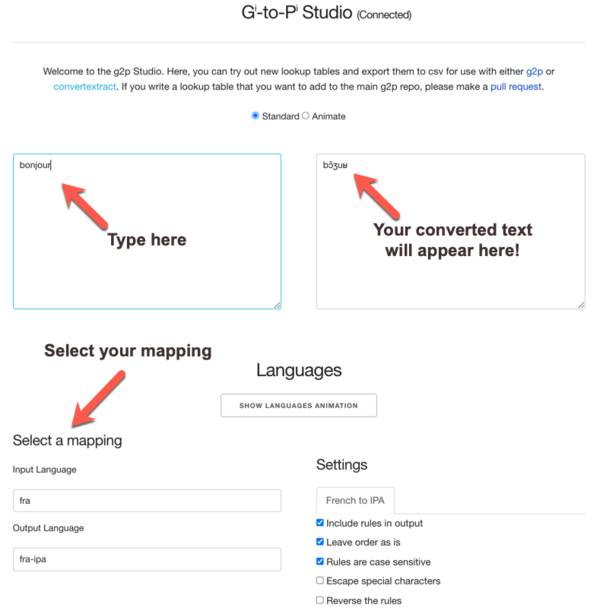 Gⁱ-to-Pⁱ Studio (Connected)
Welcome to the g2p Studio. Here, you can try out new lookup tables and export them to csv for use with either g2p or
convertextract. If you write a lookup table that you want to add to the main g2p repo, please make a pull request.
Standard Animate
bonjour
bɔ̃ʒuʁ
Type here
Your converted text
will appear here!
Select your mapping
Languages
SHOW LANGUAGES ANIMATION
Select a mapping
Input Language
fra
Output Language
fra-ipa
Settings
French to IPA
Include rules in output
Leave order as is
Rules are case sensitive
Escape special characters
Reverse the rules